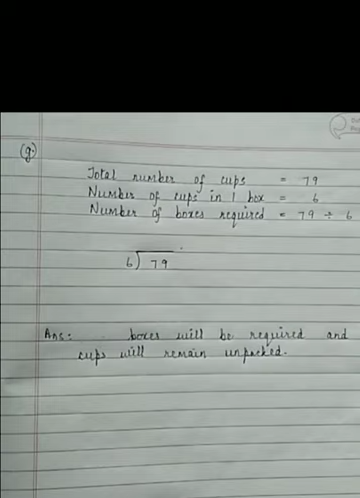 (g)
Total number of cups = 79
Number of cups in 1 box = 6
Number of boxes required = 79 ÷ 6
6) 79
Ans: boxes will be required and
cups will remain unpacked.